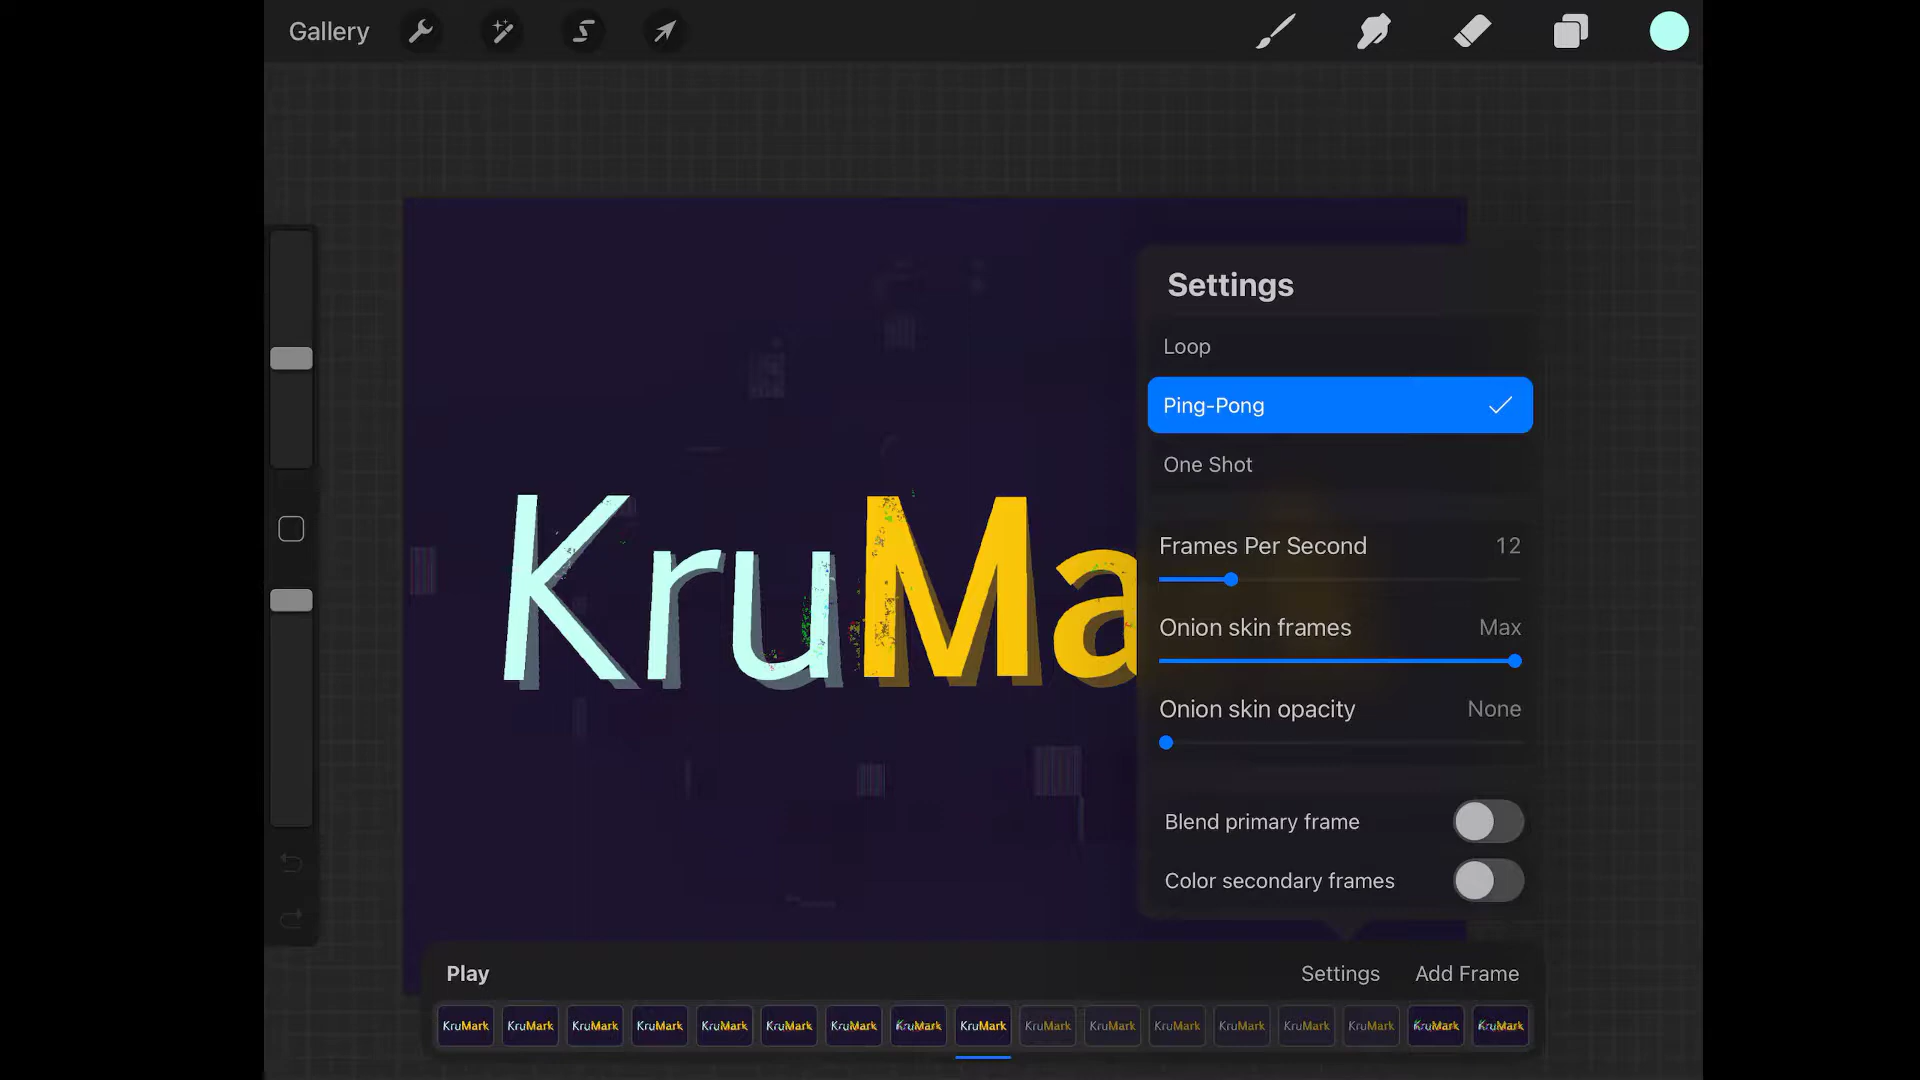 Gallery
Settings
Loop
Ping-Pong
One Shot
KruMa
Frames Per Second 12
Onion skin frames Max
Onion skin opacity None
Blend primary frame
Color secondary frames
Play Settings Add Frame
KruMark KruMark KruMark KruMark KruMark KruMark KruMark KruMark KruMark KruMark KruMark KruMark KruMark KruMark KruMark KruMark KruMark